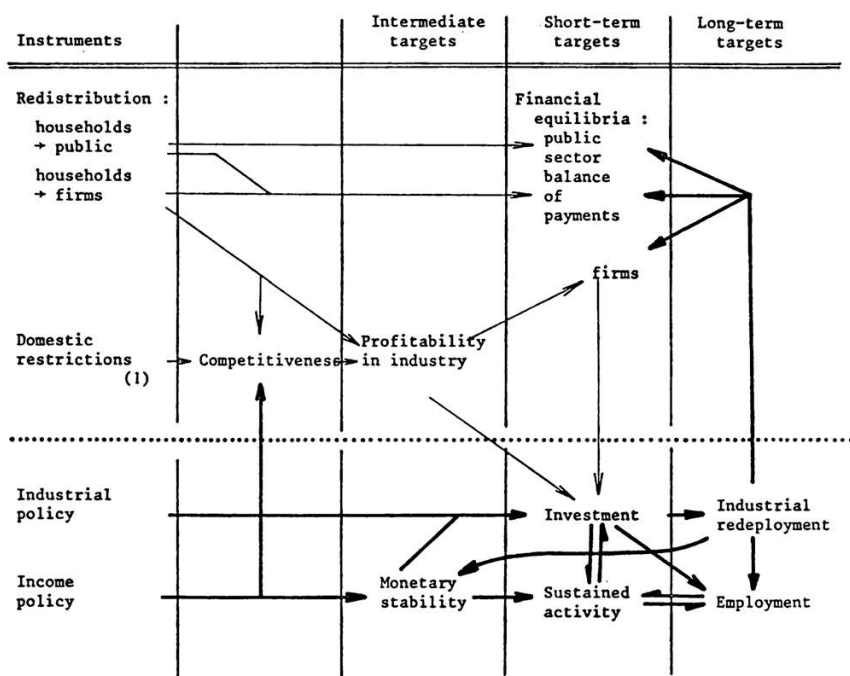 Instruments
Intermediate
targets
Short-term
targets
Long-term
targets
Redistribution :
households
→ public
households
→ firms
Financial
equilibria :
public
sector
balance
of
payments
firms
Domestic
restrictions
(1)
Competitiveness
Profitability
in industry
Industrial
policy
Investment
Industrial
redeployment
Income
policy
Monetary
stability
Sustained
activity
Employment